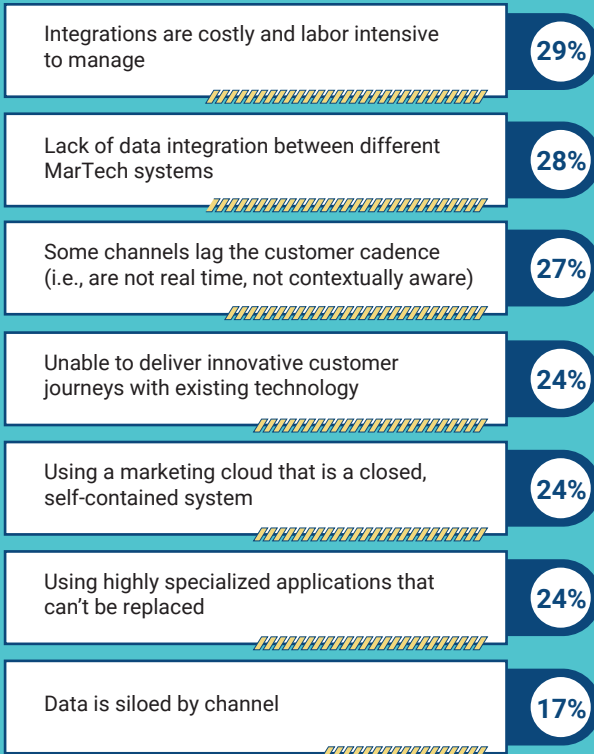 Integrations are costly and labor intensive
to manage
29%
Lack of data integration between different
MarTech systems
28%
Some channels lag the customer cadence
(i.e., are not real time, not contextually aware)
27%
Unable to deliver innovative customer
journeys with existing technology
24%
Using a marketing cloud that is a closed,
self-contained system
24%
Using highly specialized applications that
can’t be replaced
24%
Data is siloed by channel
17%